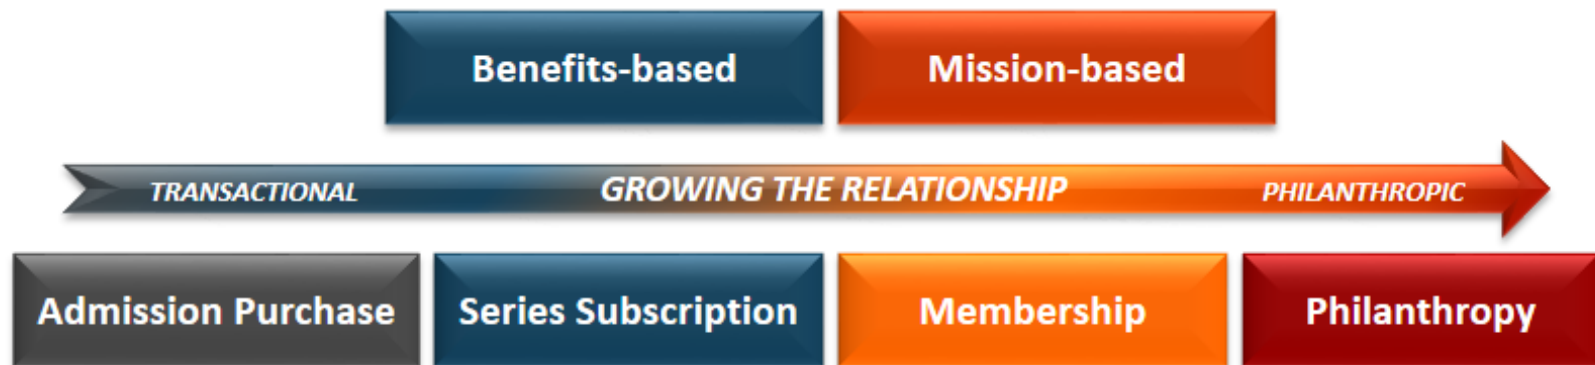 Benefits-based
Mission-based
TRANSACTIONAL
GROWING THE RELATIONSHIP
PHILANTHROPIC
Admission Purchase
Series Subscription
Membership
Philanthropy